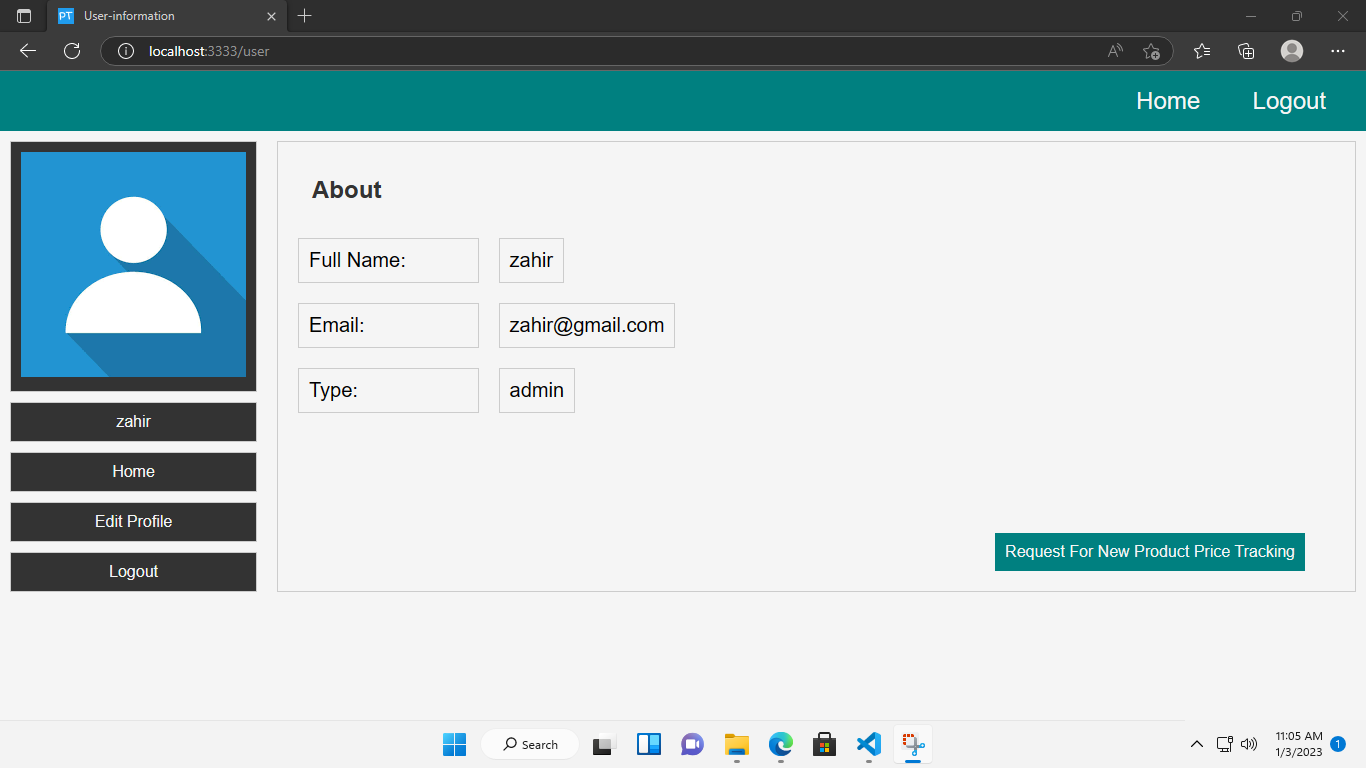 PT User-information
localhost:3333/user
Home Logout
About
Full Name: zahir
Email: zahir@gmail.com
Type: admin
zahir
Home
Edit Profile
Logout
Request For New Product Price Tracking
Search
11:05 AM
1/3/2023
1